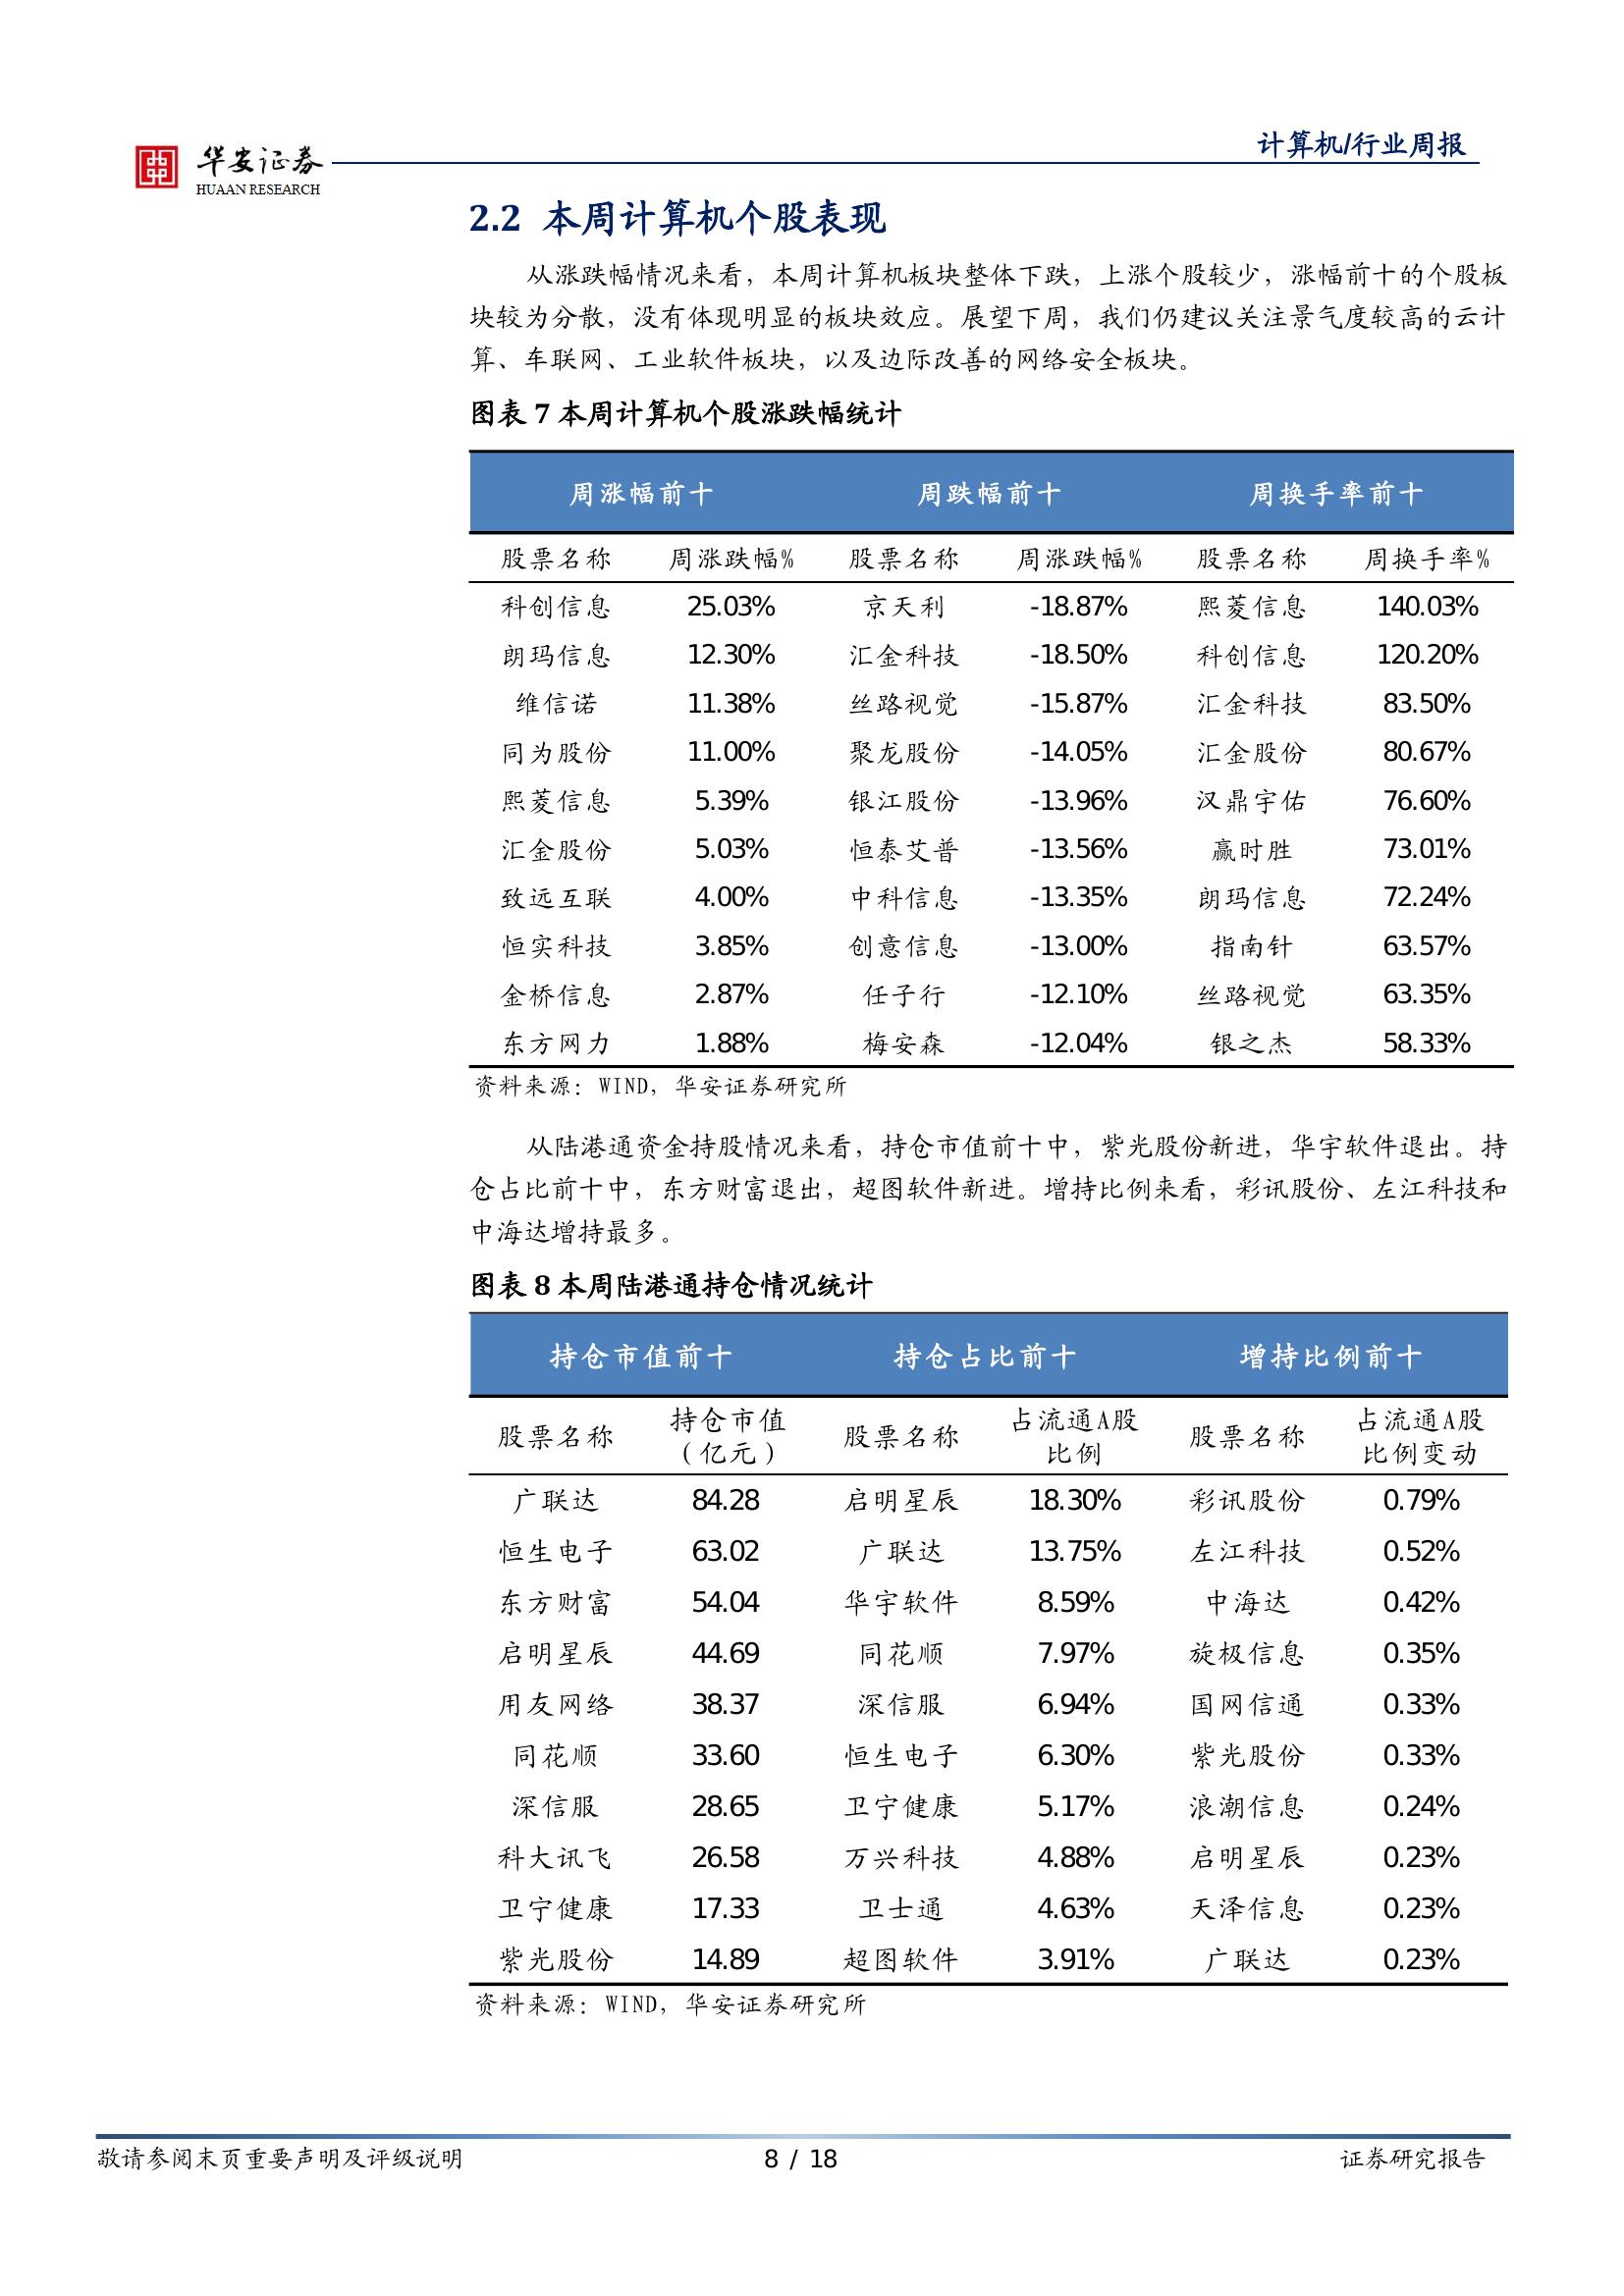 华安证券
HUAAN RESEARCH
计算机/行业周报
2.2 本周计算机个股表现
从涨跌幅情况来看，本周计算机板块整体下跌，上涨个股较少，涨幅前十的个股板
块较为分散，没有体现明显的板块效应。展望下周，我们仍建议关注景气度较高的云计
算、车联网、工业软件板块，以及边际改善的网络安全板块。
图表 7 本周计算机个股涨跌幅统计
周涨幅前十 周跌幅前十 周换手率前十
股票名称 周涨跌幅% 股票名称 周涨跌幅% 股票名称 周换手率%
科创信息 25.03% 京天利 -18.87% 熙菱信息 140.03%
朗玛信息 12.30% 汇金科技 -18.50% 科创信息 120.20%
维信诺 11.38% 丝路视觉 -15.87% 汇金科技 83.50%
同为股份 11.00% 聚龙股份 -14.05% 汇金股份 80.67%
熙菱信息 5.39% 银江股份 -13.96% 汉鼎宇佑 76.60%
汇金股份 5.03% 恒泰艾普 -13.56% 赢时胜 73.01%
致远互联 4.00% 中科信息 -13.35% 朗玛信息 72.24%
恒实科技 3.85% 创意信息 -13.00% 指南针 63.57%
金桥信息 2.87% 任子行 -12.10% 丝路视觉 63.35%
东方网力 1.88% 梅安森 -12.04% 银之杰 58.33%
资料来源：WIND，华安证券研究所
从陆港通资金持股情况来看，持仓市值前十中，紫光股份新进，华宇软件退出。持
仓占比前十中，东方财富退出，超图软件新进。增持比例来看，彩讯股份、左江科技和
中海达增持最多。
图表 8 本周陆港通持仓情况统计
持仓市值前十 持仓占比前十 增持比例前十
股票名称 持仓市值（亿元） 股票名称 占流通A股比例 股票名称 占流通A股比例变动
广联达 84.28 启明星辰 18.30% 彩讯股份 0.79%
恒生电子 63.02 广联达 13.75% 左江科技 0.52%
东方财富 54.04 华宇软件 8.59% 中海达 0.42%
启明星辰 44.69 同花顺 7.97% 旋极信息 0.35%
用友网络 38.37 深信服 6.94% 国网信通 0.33%
同花顺 33.60 恒生电子 6.30% 紫光股份 0.33%
深信服 28.65 卫宁健康 5.17% 浪潮信息 0.24%
科大讯飞 26.58 万兴科技 4.88% 启明星辰 0.23%
卫宁健康 17.33 卫士通 4.63% 天泽信息 0.23%
紫光股份 14.89 超图软件 3.91% 广联达 0.23%
资料来源：WIND，华安证券研究所
敬请参阅末页重要声明及评级说明 8 / 18 证券研究报告